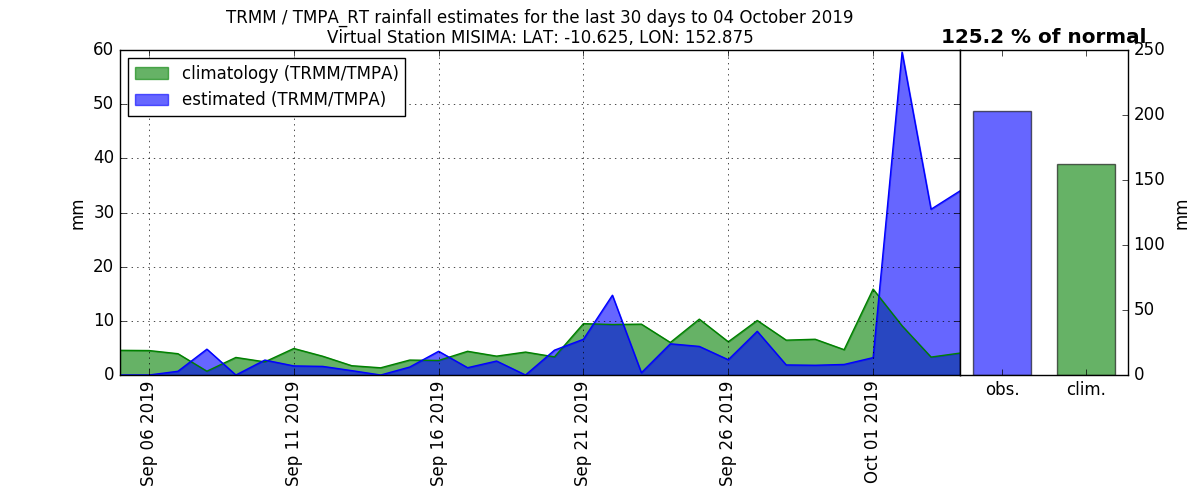 TRMM / TMPA_RT rainfall estimates for the last 30 days to 04 October 2019
Virtual Station MISIMA: LAT: -10.625, LON: 152.875
125.2 % of normal
climatology (TRMM/TMPA)
estimated (TRMM/TMPA)
60
50
40
30
20
10
0
mm
Sep 06 2019
Sep 11 2019
Sep 16 2019
Sep 21 2019
Sep 26 2019
Oct 01 2019
250
200
150
100
50
0
mm
obs.
clim.